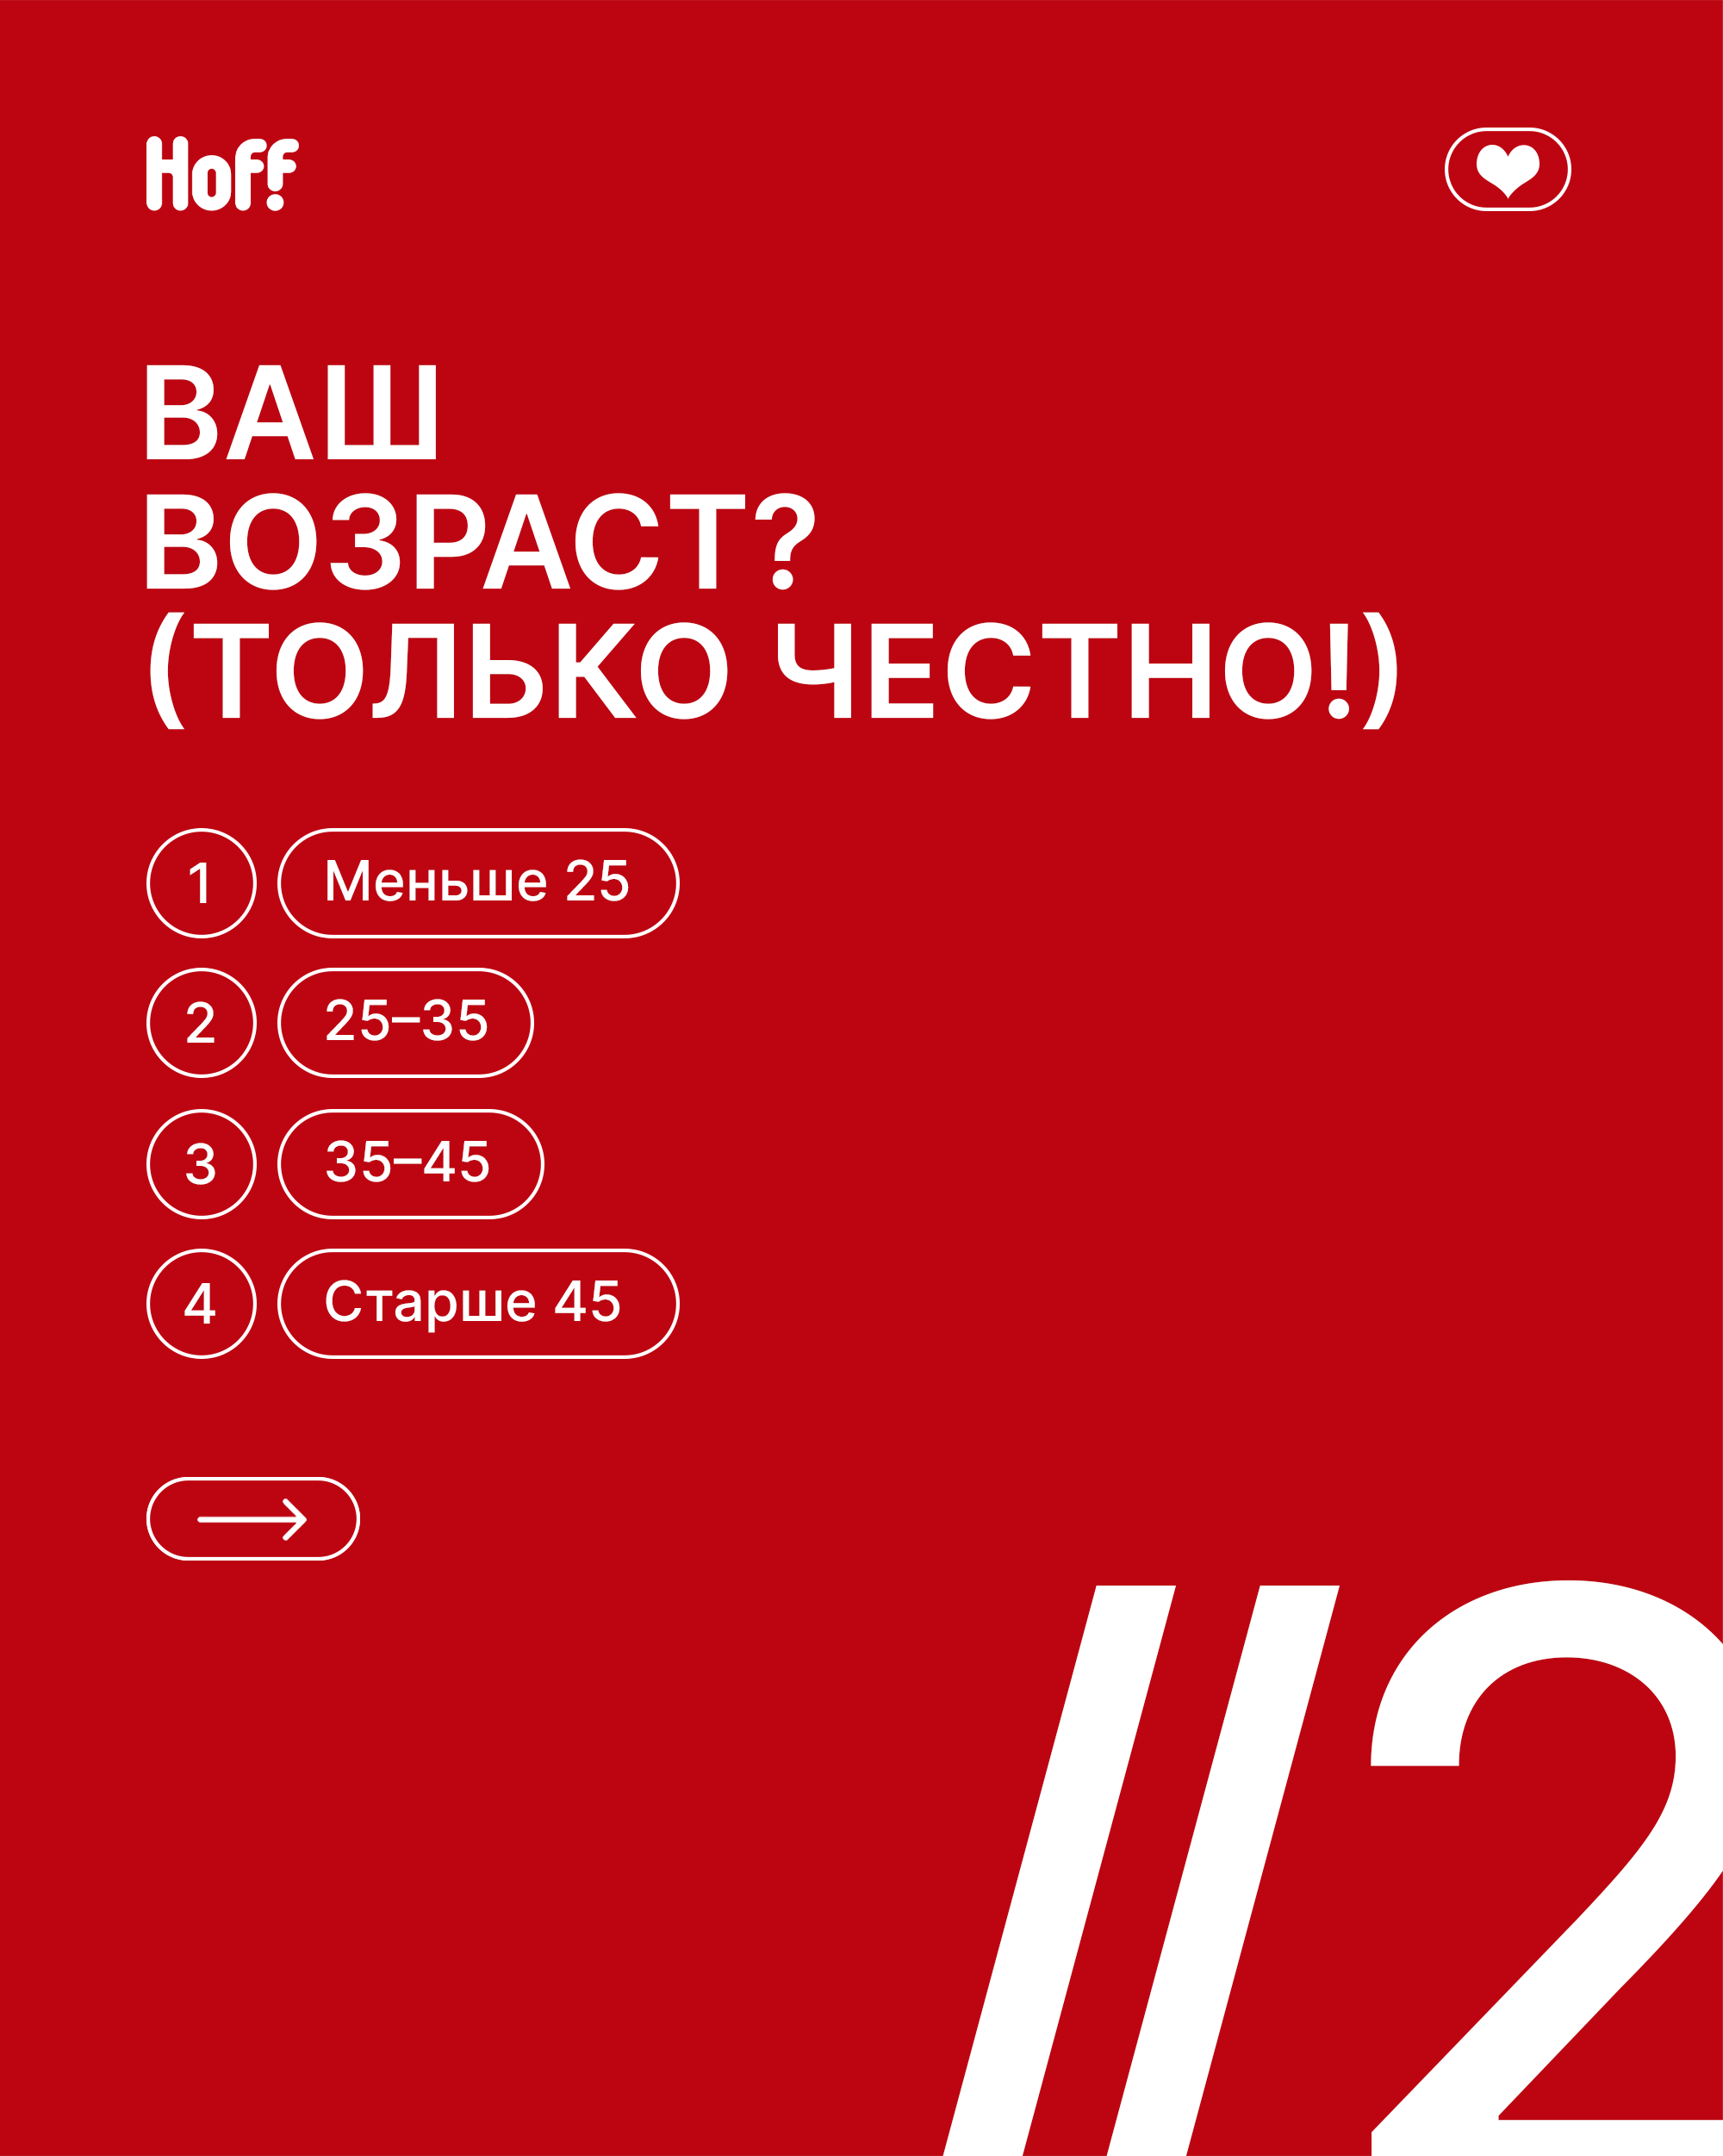 Hoff
ВАШ
ВОЗРАСТ?
(ТОЛЬКО ЧЕСТНО!)
1 Меньше 25
2 25–35
3 35–45
4 Старше 45
//2